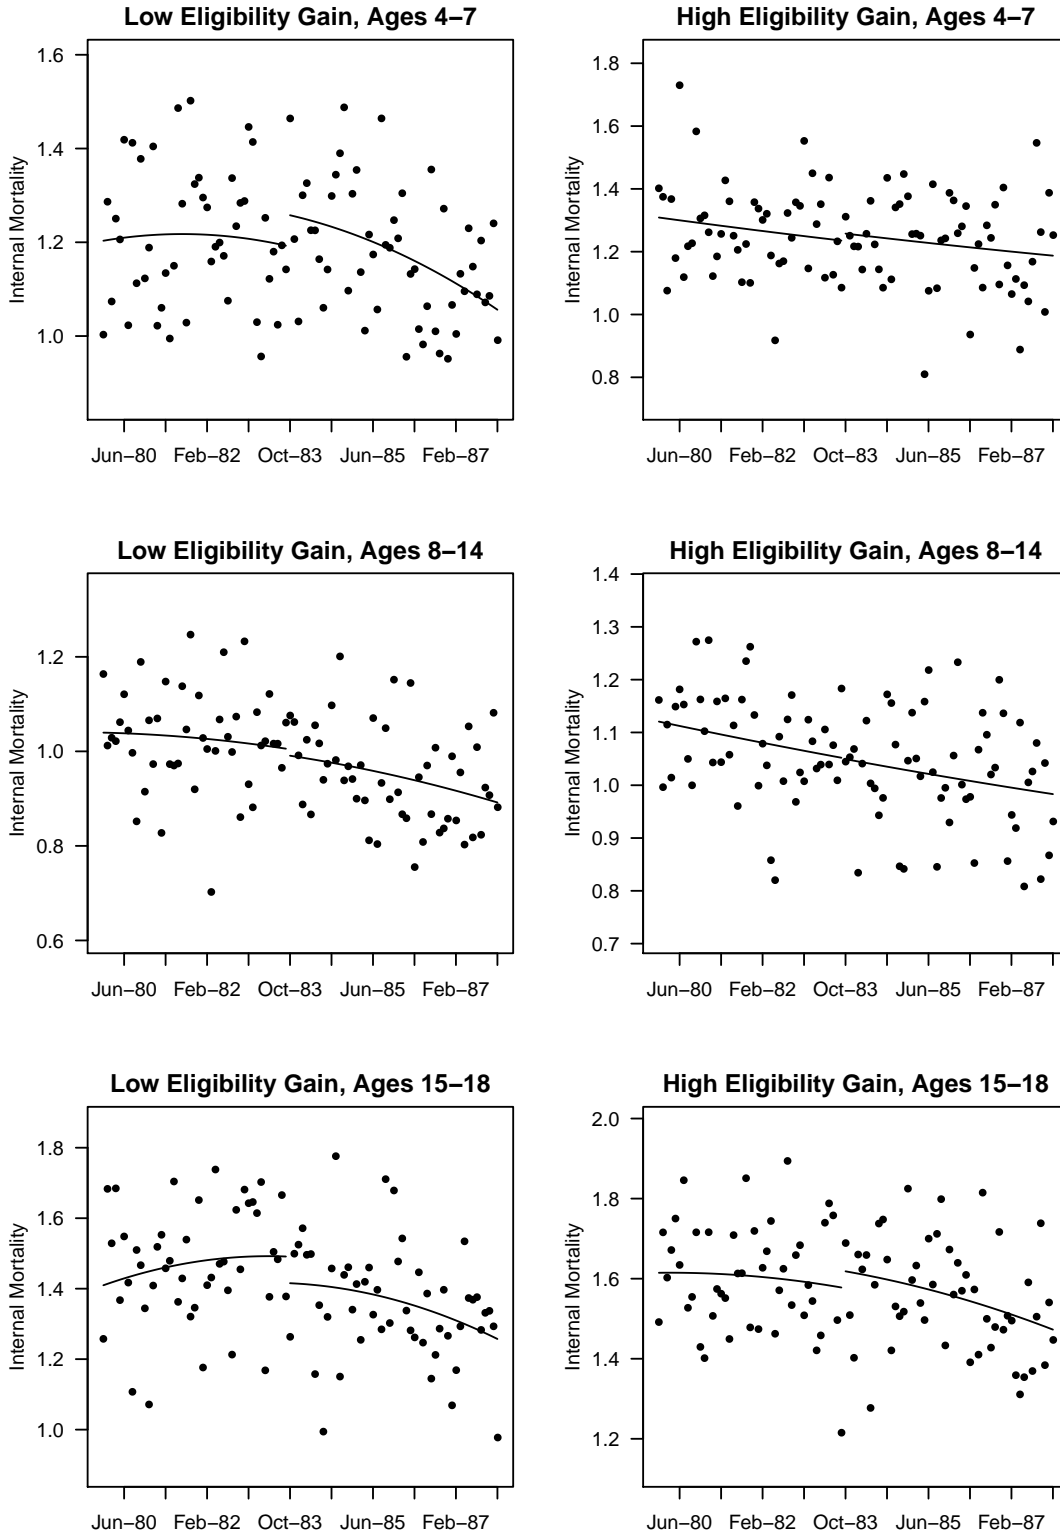 Low Eligibility Gain, Ages 4–7
Internal Mortality
1.6
1.4
1.2
1.0
Jun–80 Feb–82 Oct–83 Jun–85 Feb–87
High Eligibility Gain, Ages 4–7
Internal Mortality
1.8
1.6
1.4
1.2
1.0
0.8
Jun–80 Feb–82 Oct–83 Jun–85 Feb–87
Low Eligibility Gain, Ages 8–14
Internal Mortality
1.2
1.0
0.8
0.6
Jun–80 Feb–82 Oct–83 Jun–85 Feb–87
High Eligibility Gain, Ages 8–14
Internal Mortality
1.4
1.3
1.2
1.1
1.0
0.9
0.8
0.7
Jun–80 Feb–82 Oct–83 Jun–85 Feb–87
Low Eligibility Gain, Ages 15–18
Internal Mortality
1.8
1.6
1.4
1.2
1.0
Jun–80 Feb–82 Oct–83 Jun–85 Feb–87
High Eligibility Gain, Ages 15–18
Internal Mortality
2.0
1.8
1.6
1.4
1.2
Jun–80 Feb–82 Oct–83 Jun–85 Feb–87